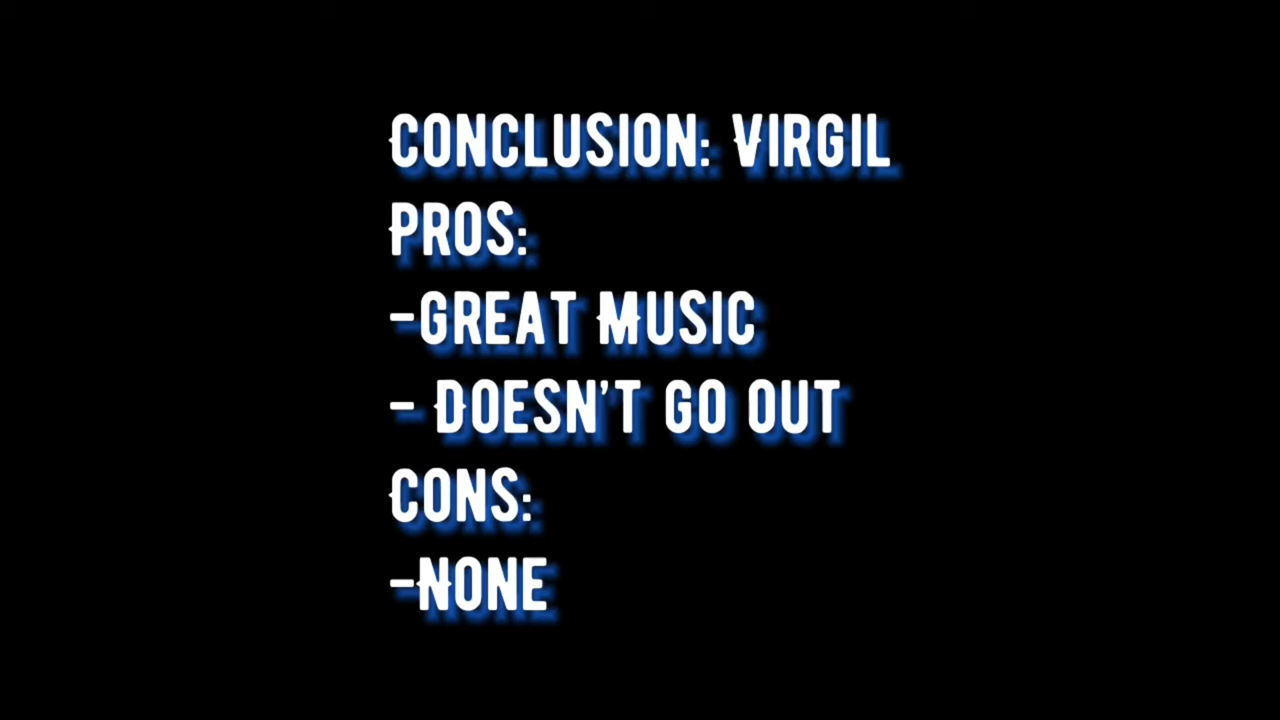 Conclusion: Virgil
Pros:
-Great Music
- Doesn't go out
Cons:
-None